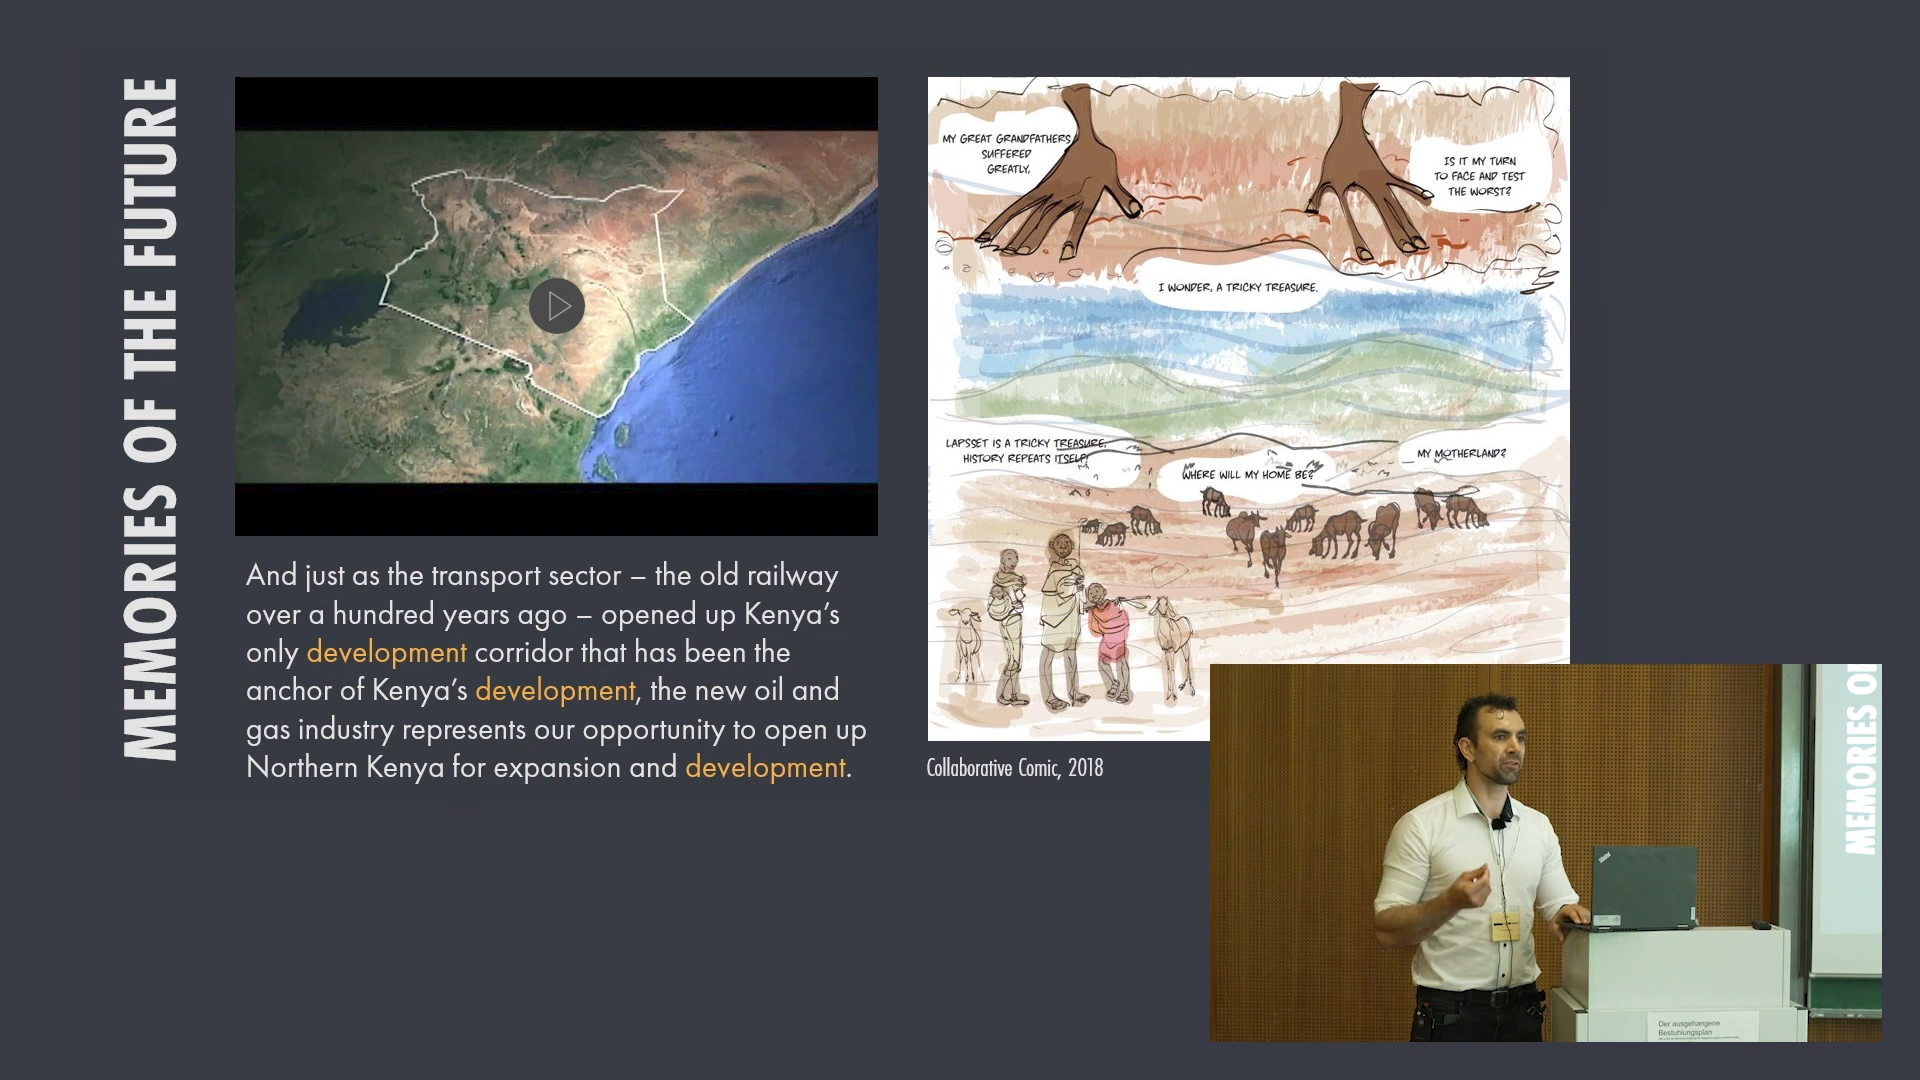 MEMORIES OF THE FUTURE
And just as the transport sector – the old railway
over a hundred years ago – opened up Kenya's
only development corridor that has been the
anchor of Kenya's development, the new oil and
gas industry represents our opportunity to open up
Northern Kenya for expansion and development.
MY GREAT GRANDFATHERS
SUFFERED
GREATLY,
IS IT MY TURN
TO FACE AND TEST
THE WORST?
I WONDER, A TRICKY TREASURE.
LAPSSET IS A TRICKY TREASURE,
HISTORY REPEATS ITSELF!
WHERE WILL MY HOME BE?
MY MOTHERLAND?
Collaborative Comic, 2018
MEMORIES OF
ThinkPad
Der ausgehangene
Bestuhlungsplan